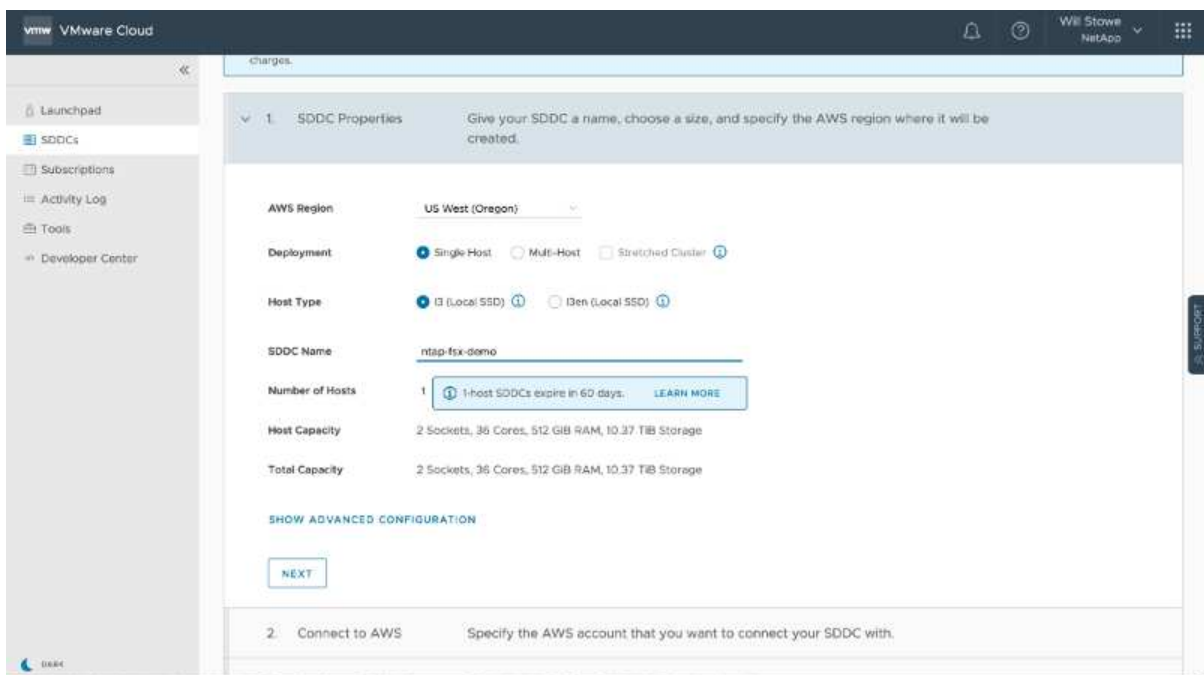 vmw VMware Cloud
Will Stowe
NetApp
charges.
Launchpad
SDDCs
Subscriptions
Activity Log
Tools
Developer Center
1. SDDC Properties Give your SDDC a name, choose a size, and specify the AWS region where it will be
created.
AWS Region US West (Oregon)
Deployment Single Host Multi-Host Stretched Cluster
Host Type I3 (Local SSD) I3en (Local SSD)
SDDC Name ntap-fsx-demo
Number of Hosts 1 1-host SDDCs expire in 60 days. LEARN MORE
Host Capacity 2 Sockets, 36 Cores, 512 GiB RAM, 10.37 TiB Storage
Total Capacity 2 Sockets, 36 Cores, 512 GiB RAM, 10.37 TiB Storage
SHOW ADVANCED CONFIGURATION
NEXT
2. Connect to AWS Specify the AWS account that you want to connect your SDDC with.
DARK
SUPPORT